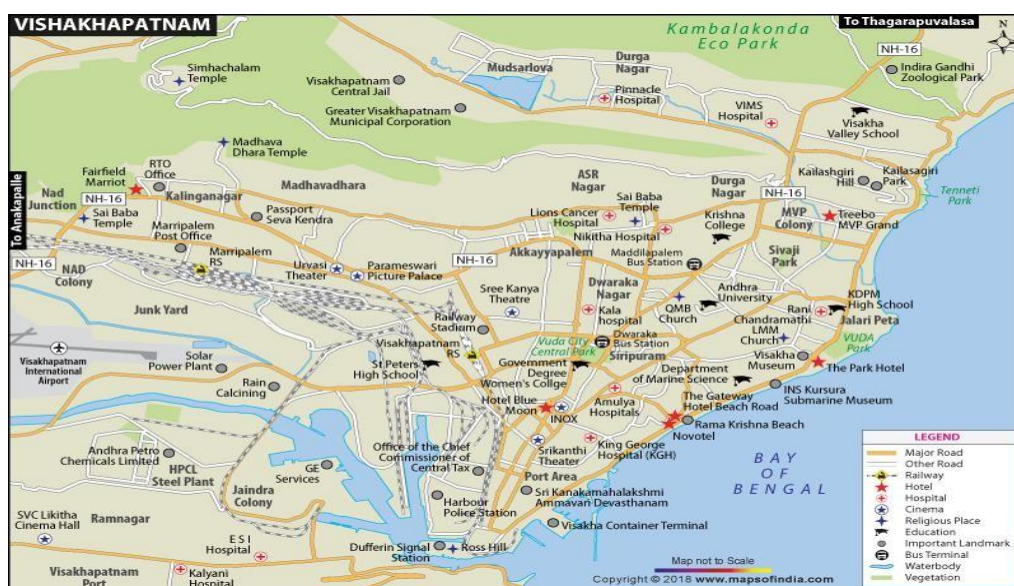 VISHAKHAPATNAM
To Thagarapuvalasa
N
Kambalakonda
Eco Park
NH-16
Indira Gandhi
Zoological Park
Simhachalam
Temple
Visakhapatnam
Central Jail
Mudsarlova
Durga
Nagar
Pinnacle
Hospital
Greater Visakhapatnam
Municipal Corporation
VIMS
Hospital
Visakha
Valley School
Madhava
Dhara Temple
To Anakapalle
Fairfield
Marriot
RTO
Office
Kalinganagar
Madhavadhara
ASR
Nagar
Durga
Nagar
Kailashgiri
Hill
Kailasagiri
Park
Tenneti
Park
Nad
Junction
NH-16
NH-16
Sai Baba
Temple
Passport
Seva Kendra
Lions Cancer
Hospital
Sai Baba
Temple
Krishna
College
MVP
Colony
Treebo
MVP Grand
Marripalem
Post Office
Nikitha Hospital
Marripalem
RS
Urvasi
Theater
Parameswari
Picture Palace
NH-16
Akkayyapalem
Maddilapalem
Bus Station
Sivaji
Park
NH-16
NAD
Colony
Sree Kanya
Theatre
Dwaraka
Nagar
Andhra
University
KDPM
High School
Junk Yard
Kala
hospital
QMB
Church
Rani
Chandramathi
Jalari Peta
Railway
Stadium
LMM
Church
Visakhapatnam
RS
Vuda City
Central Park
Dwaraka
Bus Station
Siripuram
VUDA
Park
Visakhapatnam
International
Airport
Solar
Power Plant
St Peters
High School
Government
Degree
Women's Collge
Department
of Marine Science
Visakha
Museum
The Park Hotel
Rain
Calcining
INS Kursura
Submarine Museum
Hotel Blue
Moon
INOX
Amulya
Hospitals
The Gateway
Hotel Beach Road
Rama Krishna Beach
Novotel
Andhra Petro
Chemicals Limited
HPCL
Steel Plant
GE
Services
Office of the Chief
Commissioner of
Central Tax
Srikanthi
Theater
King George
Hospital (KGH)
BAY
OF
BENGAL
Port Area
Jaindra
Colony
Harbour
Police Station
Sri Kanakamahalakshmi
Ammavari Devasthanam
SVC Likitha
Cinema Hall
Ramnagar
Visakha Container Terminal
E S I
Hospital
Dufferin Signal
Station
Ross Hill
Visakhapatnam
Port
Kalyani
Hospital
LEGEND
Major Road
Other Road
Railway
Hotel
Hospital
Cinema
Religious Place
Education
Important Landmark
Bus Terminal
Waterbody
Vegetation
Map not to Scale
Copyright © 2018 www.mapsofindia.com